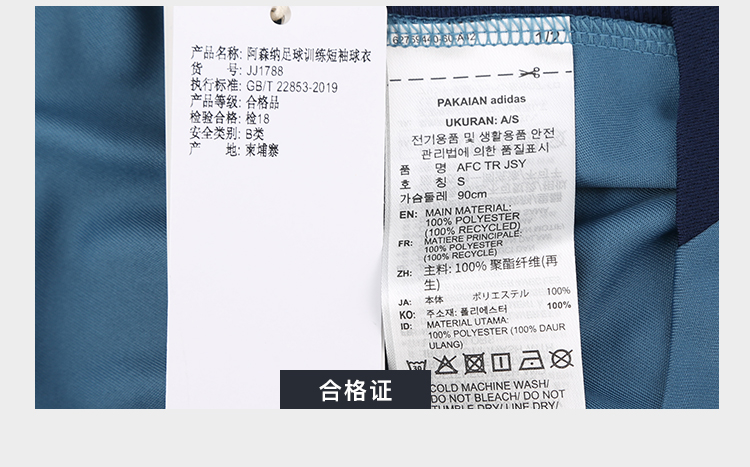 产品名称: 阿森纳足球训练短袖球衣
货 号: JJ1788
执行标准: GB/T 22853-2019
产品等级: 合格品
检验合格: 检18
安全类别: B类
产 地: 柬埔寨
1/2
PAKAIAN adidas
UKURAN: A/S
전기용품 및 생활용품 안전
관리법에 의한 품질표시
품 명 AFC TR JSY
호 칭 S
가슴둘레 90cm
EN: MAIN MATERIAL:
100% POLYESTER
(100% RECYCLED)
FR: MATIERE PRINCIPALE:
100% POLYESTER
(100% RECYCLÉ)
ZH: 主料: 100% 聚酯纤维(再
生)
JA: 本体 ポリエステル 100%
KO: 주소재: 폴리에스터 100%
ID: MATERIAL UTAMA:
100% POLYESTER (100% DAUR
ULANG)
COLD MACHINE WASH/
DO NOT BLEACH/ DO NOT
TUMBLE DRY/ LINE DRY/
合格证